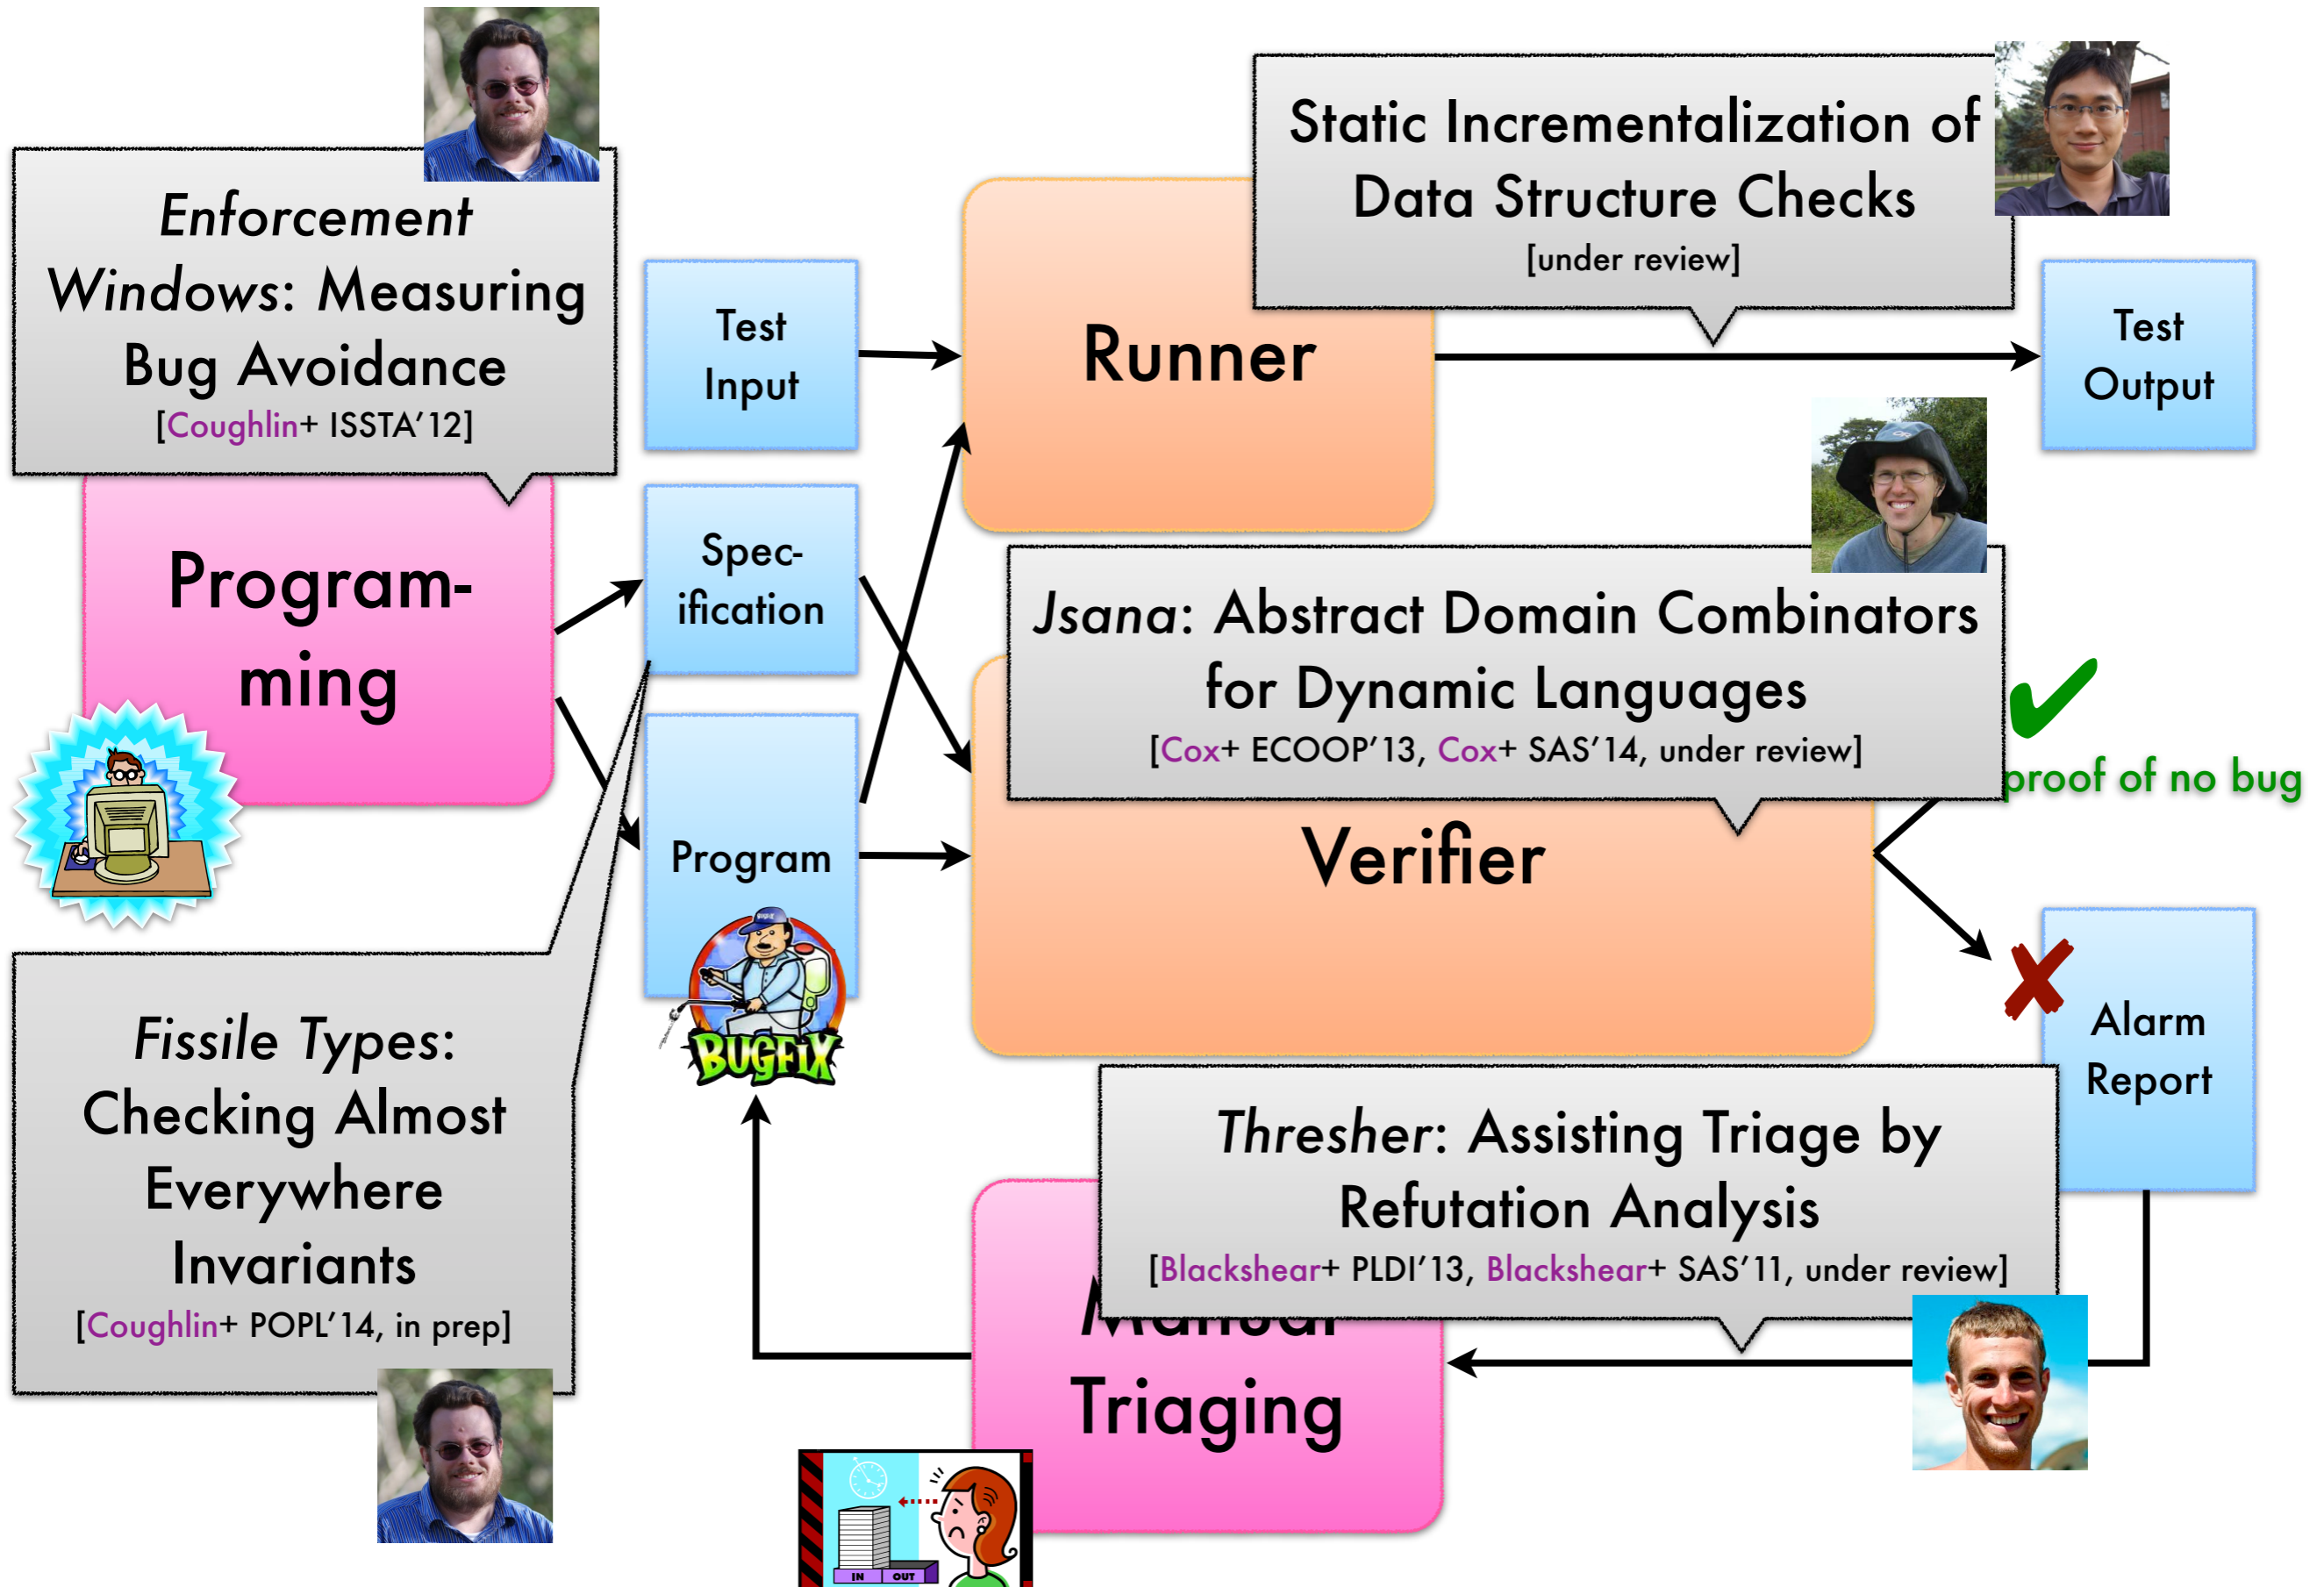 Enforcement
Windows: Measuring
Bug Avoidance
[Coughlin+ ISSTA'12]
Static Incrementalization of
Data Structure Checks
[under review]
Test
Input
Runner
Test
Output
Program-
ming
Spec-
ification
Jsana: Abstract Domain Combinators
for Dynamic Languages
[Cox+ ECOOP'13, Cox+ SAS'14, under review]
proof of no bug
Program
Verifier
BUGFIX
Alarm
Report
Fissile Types:
Checking Almost
Everywhere
Invariants
[Coughlin+ POPL'14, in prep]
Thresher: Assisting Triage by
Refutation Analysis
[Blackshear+ PLDI'13, Blackshear+ SAS'11, under review]
Manual
Triaging
IN OUT